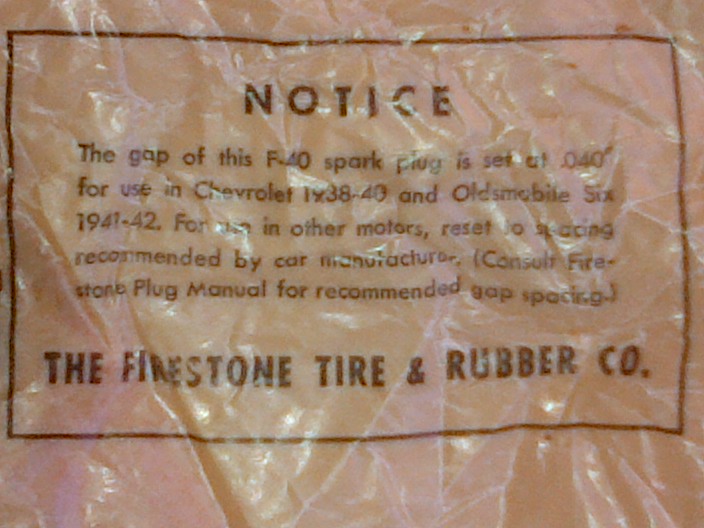 NOTICE
The gap of this F-40 spark plug is set at .040"
for use in Chevrolet 1938-40 and Oldsmobile Six
1941-42. For use in other motors, reset to spacing
recommended by car manufacturer. (Consult Fire-
stone Plug Manual for recommended gap spacing.)
THE FIRESTONE TIRE & RUBBER CO.